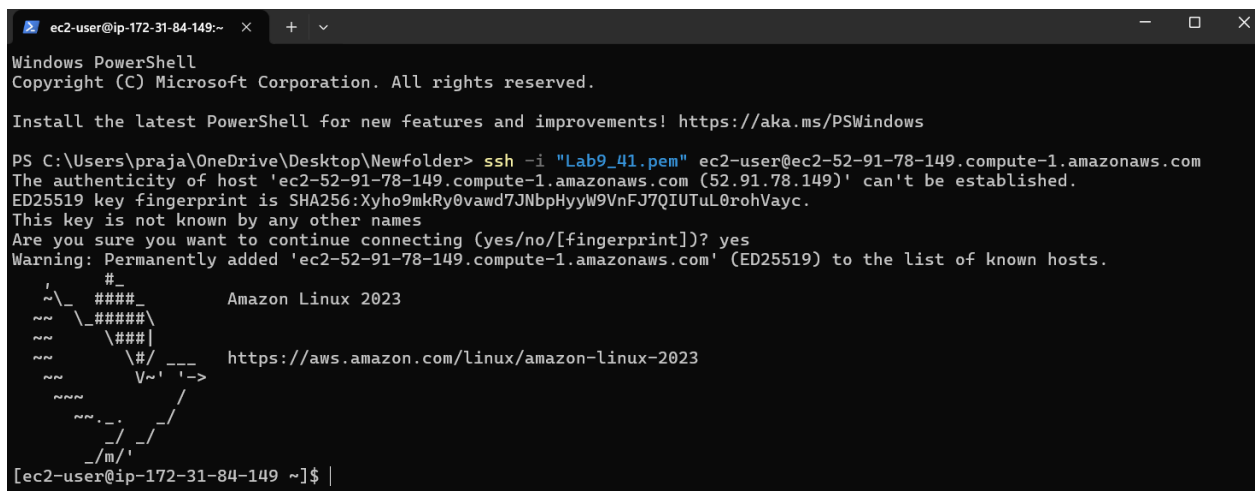 ec2-user@ip-172-31-84-149:~
Windows PowerShell
Copyright (C) Microsoft Corporation. All rights reserved.
Install the latest PowerShell for new features and improvements! https://aka.ms/PSWindows
PS C:\Users\praja\OneDrive\Desktop\Newfolder> ssh -i "Lab9_41.pem" ec2-user@ec2-52-91-78-149.compute-1.amazonaws.com
The authenticity of host 'ec2-52-91-78-149.compute-1.amazonaws.com (52.91.78.149)' can't be established.
ED25519 key fingerprint is SHA256:Xyho9mkRy0vawd7JNbpHyyW9VnFJ7QIUTuL0rohVayc.
This key is not known by any other names
Are you sure you want to continue connecting (yes/no/[fingerprint])? yes
Warning: Permanently added 'ec2-52-91-78-149.compute-1.amazonaws.com' (ED25519) to the list of known hosts.
   ,     #_
   ~\_  ####_        Amazon Linux 2023
  ~~  \_#####\
  ~~     \###|
  ~~       \#/ ___   https://aws.amazon.com/linux/amazon-linux-2023
   ~~       V~' '->
    ~~~         /
      ~~._.   _/
         _/ _/
       _/m/'
[ec2-user@ip-172-31-84-149 ~]$